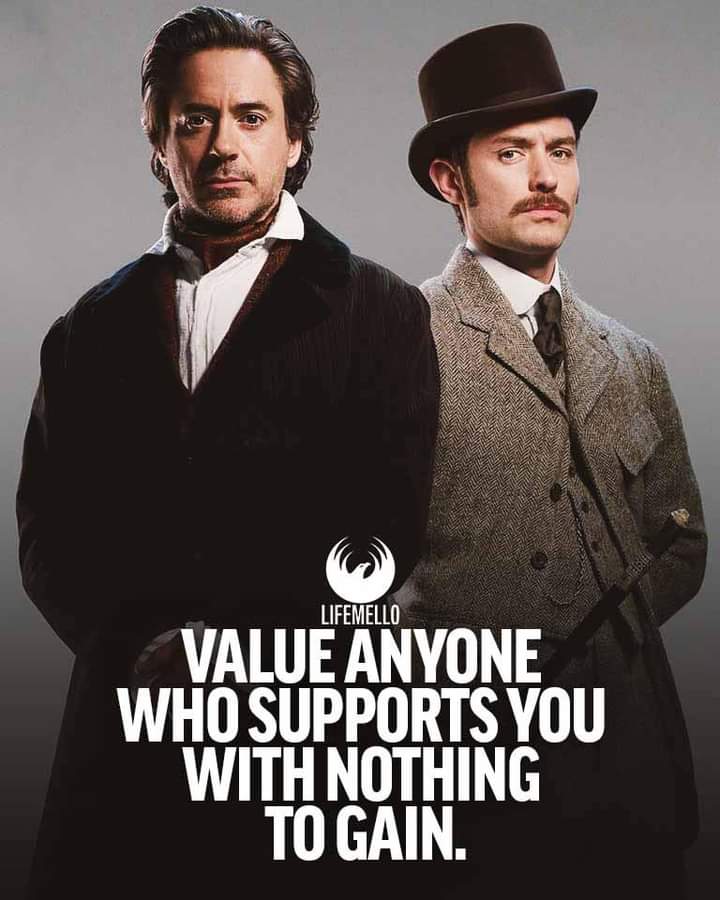 LIFEMELLO
VALUE ANYONE
WHO SUPPORTS YOU
WITH NOTHING
TO GAIN.